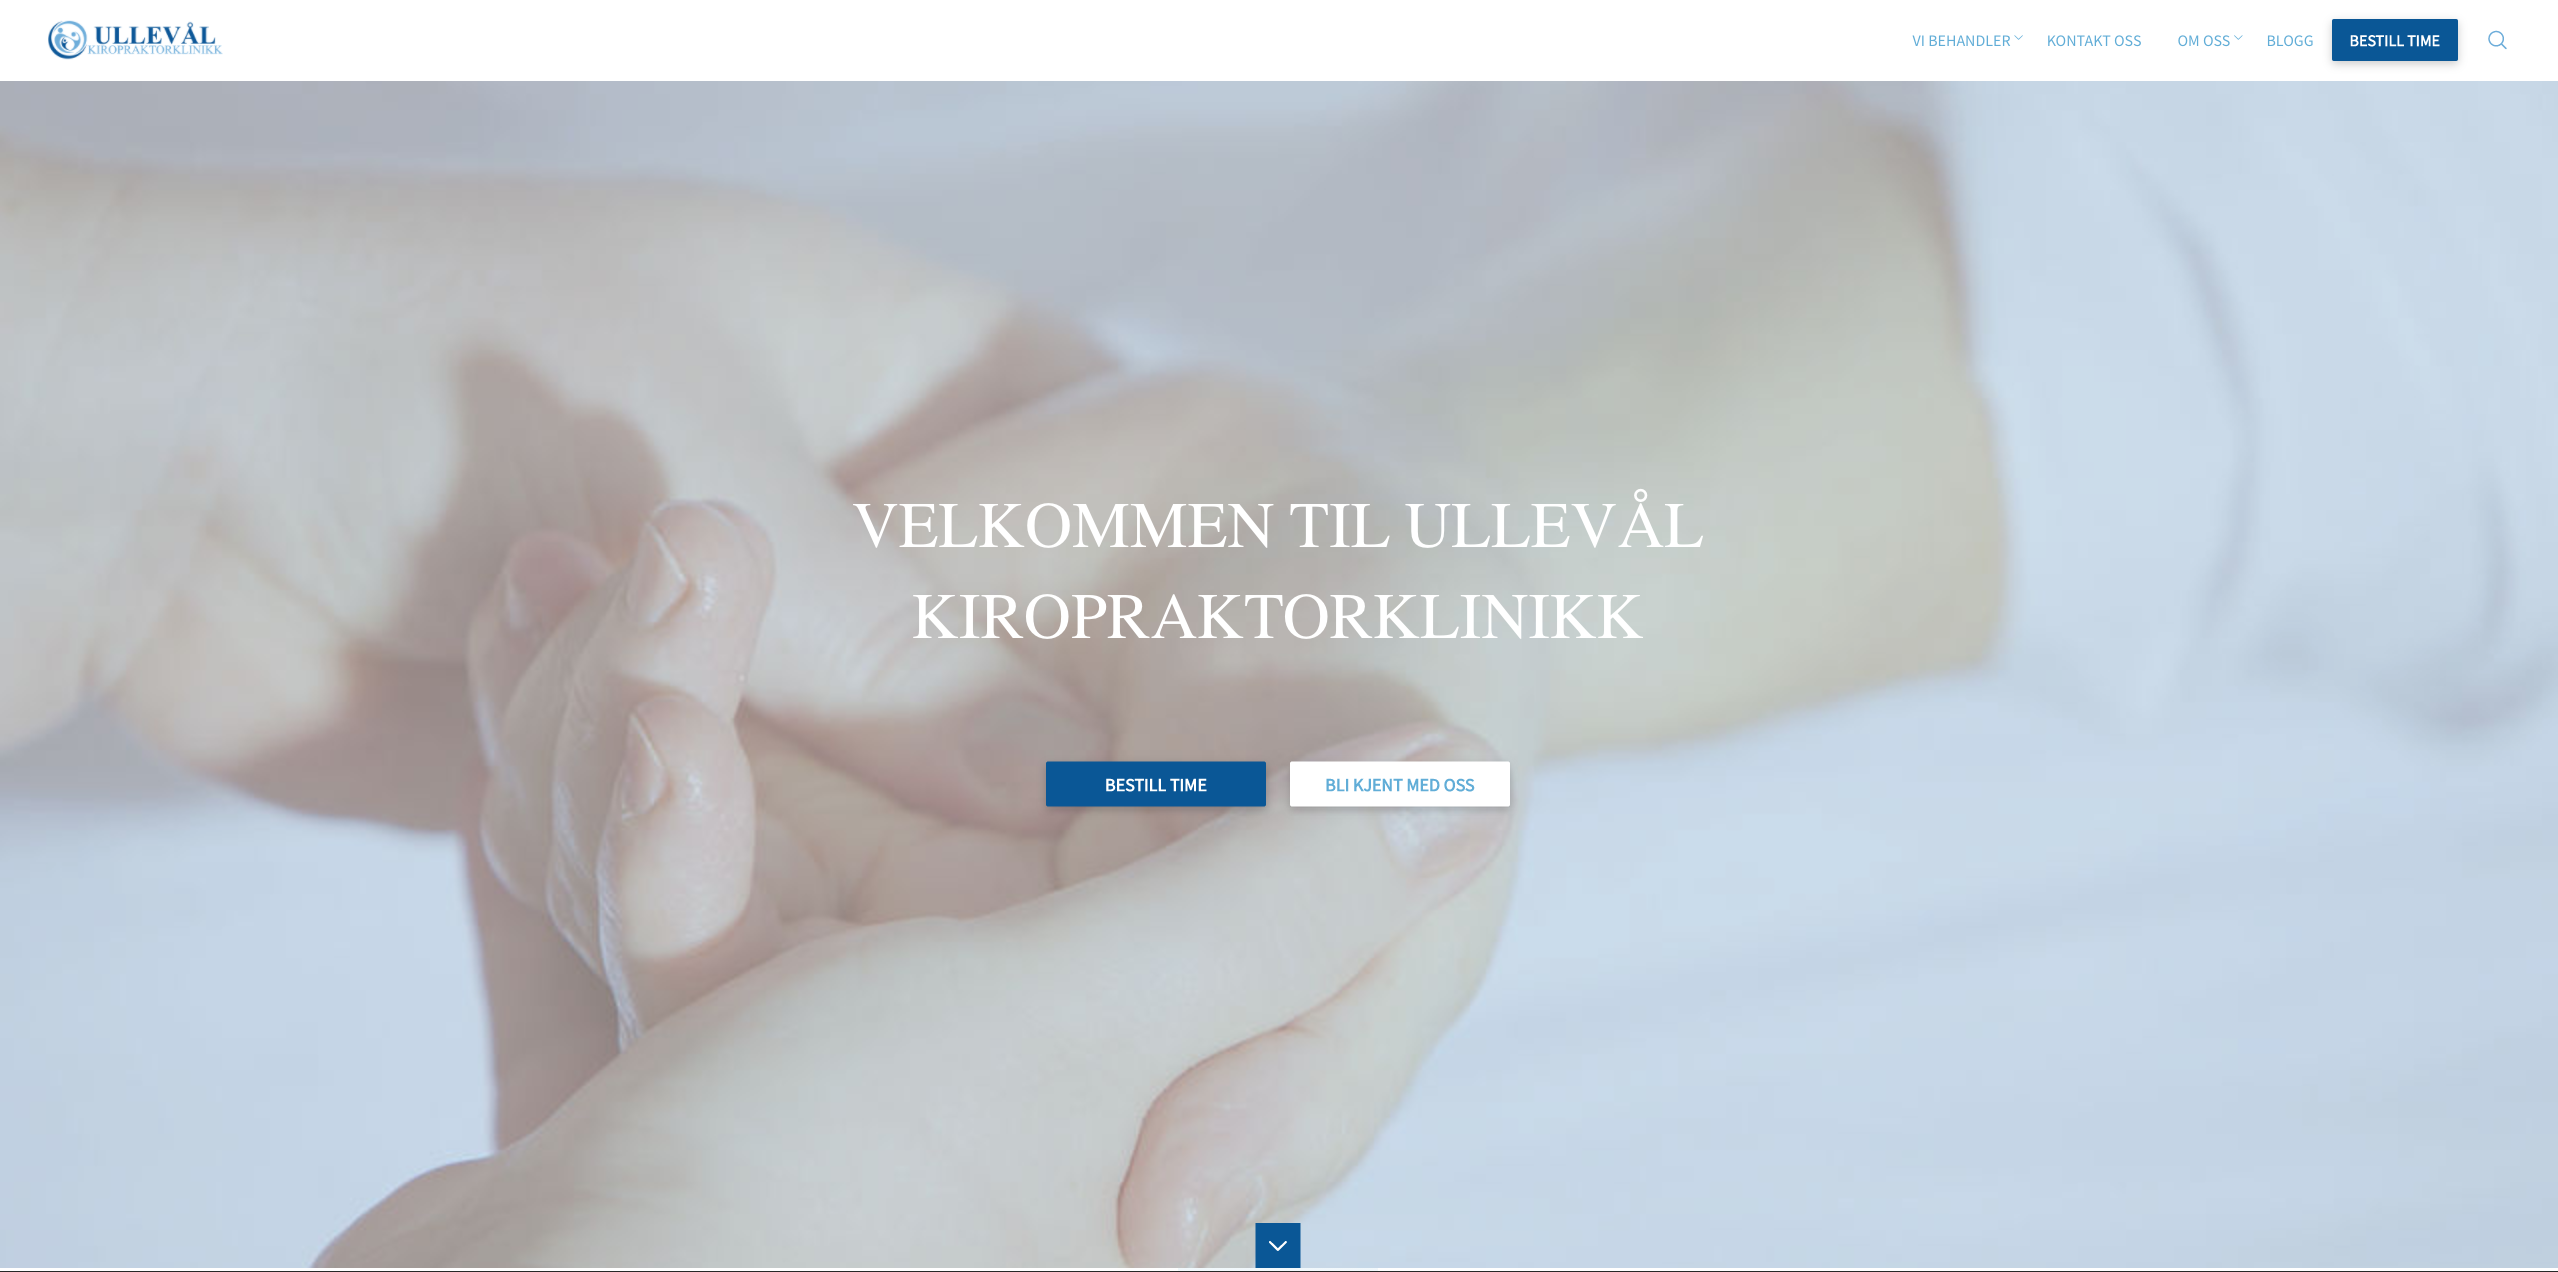 ULLEVÅL
KIROPRAKTORKLINIKK
VI BEHANDLER
KONTAKT OSS
OM OSS
BLOGG
BESTILL TIME
VELKOMMEN TIL ULLEVÅL
KIROPRAKTORKLINIKK
BESTILL TIME
BLI KJENT MED OSS